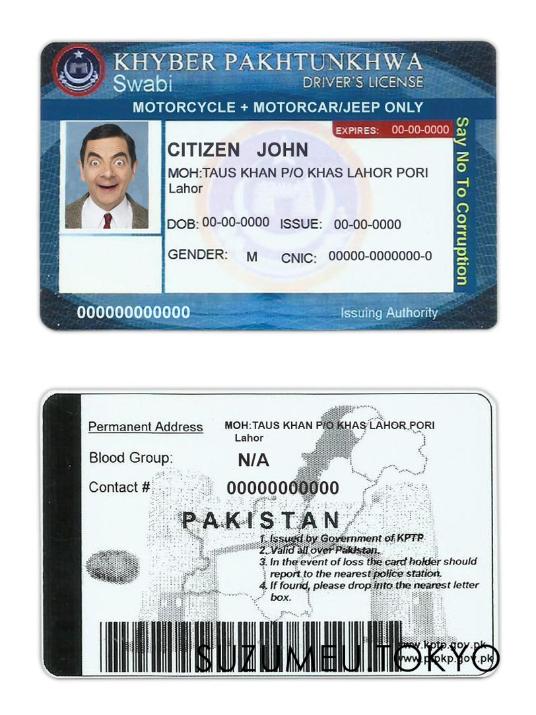 KHYBER PAKHTUNKHWA
Swabi DRIVER'S LICENSE
MOTORCYCLE + MOTORCAR/JEEP ONLY
EXPIRES: 00-00-0000
CITIZEN JOHN
MOH:TAUS KHAN P/O KHAS LAHOR PORI
Lahor
DOB: 00-00-0000 ISSUE: 00-00-0000
GENDER: M CNIC: 00000-0000000-0
Say No To Corruption
000000000000 Issuing Authority
Permanent Address MOH:TAUS KHAN P/O KHAS LAHOR PORI
Lahor
Blood Group: N/A
Contact # 00000000000
PAKISTAN
1. Issued by Government of KPTP
2. Valid all over Pakistan.
3. In the event of loss the card holder should
report to the nearest police station.
4. If found, please drop into the nearest letter
box.
www.kptp.gov.pk
www.ptpkp.gov.pk
SUZUMEU.TOKYO